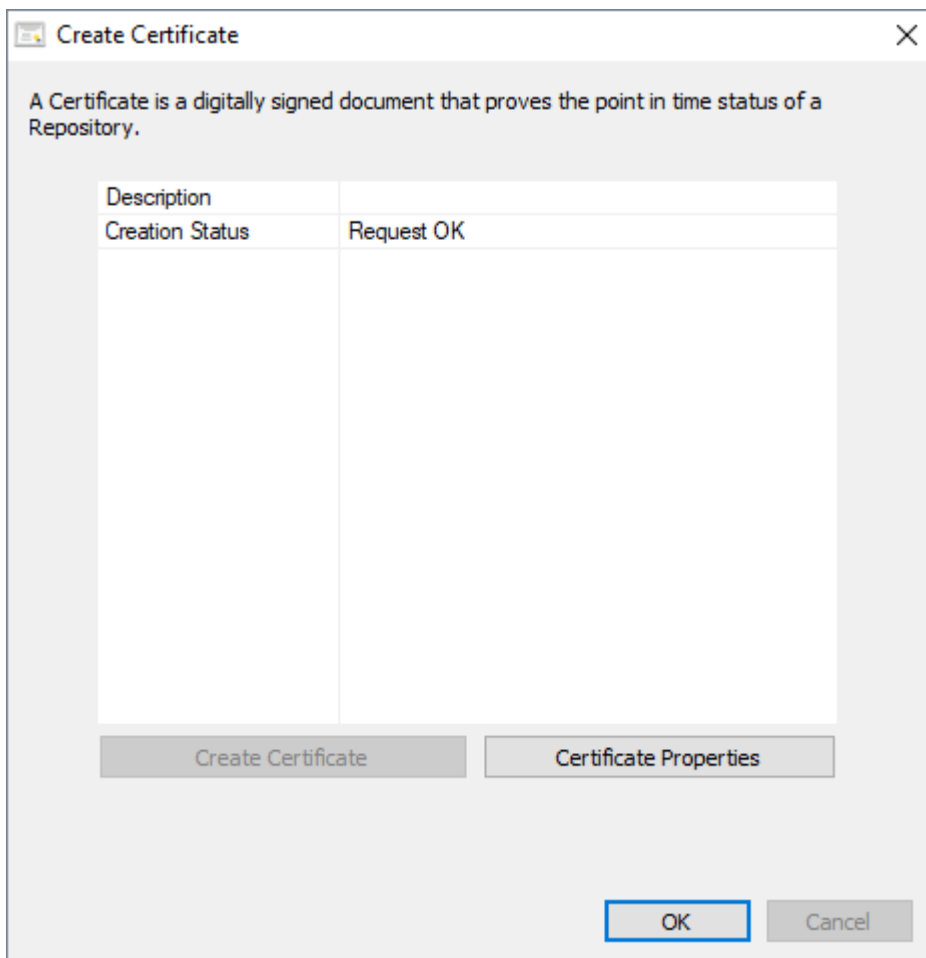 Create Certificate
A Certificate is a digitally signed document that proves the point in time status of a
Repository.
Description
Creation Status Request OK
Create Certificate Certificate Properties
OK Cancel